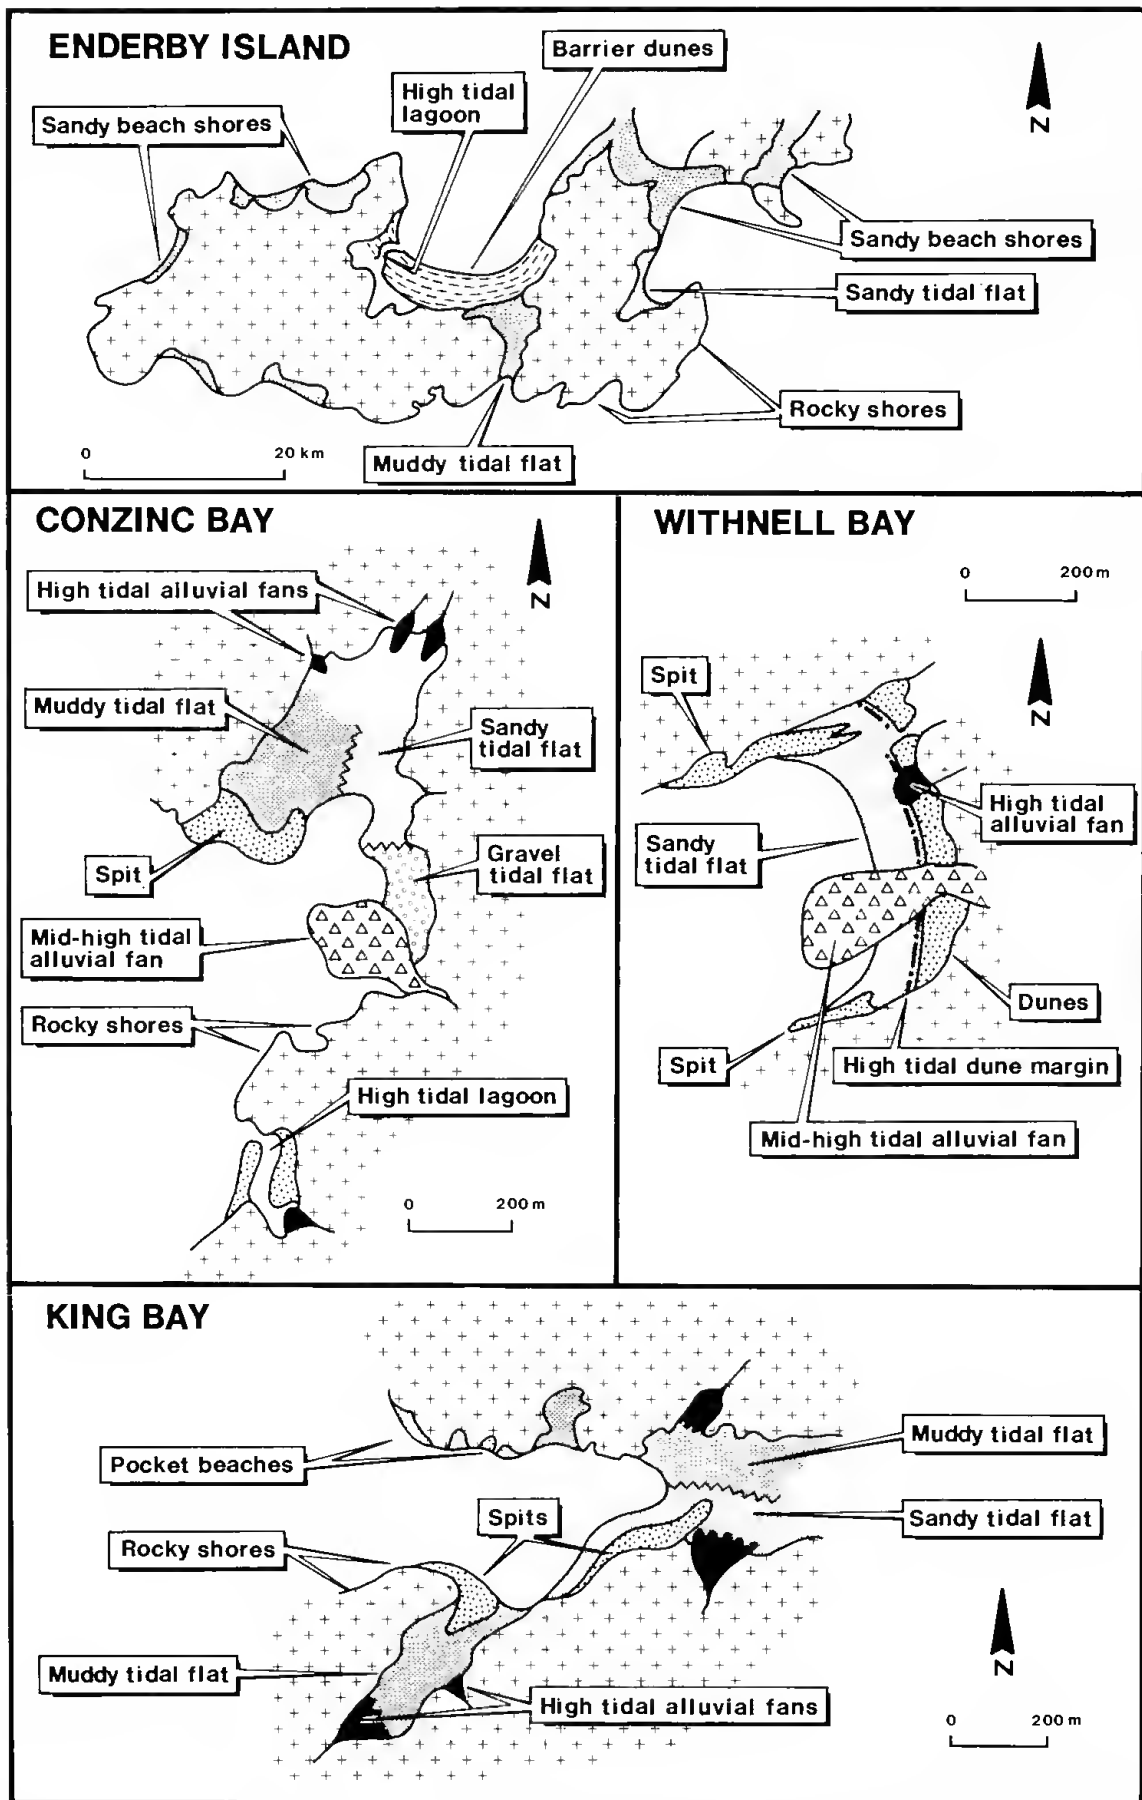 ENDERBY ISLAND
Barrier dunes
High tidal
lagoon
Sandy beach shores
N
Sandy beach shores
Sandy tidal flat
Rocky shores
Muddy tidal flat
0 20 km
CONZINC BAY
N
High tidal alluvial fans
Muddy tidal flat
Sandy
tidal flat
Spit
Gravel
tidal flat
Mid-high tidal
alluvial fan
Rocky shores
High tidal lagoon
0 200 m
WITHNELL BAY
0 200m
N
Spit
High tidal
alluvial fan
Sandy
tidal flat
Dunes
Spit
High tidal dune margin
Mid-high tidal alluvial fan
KING BAY
Muddy tidal flat
Pocket beaches
Spits
Sandy tidal flat
Rocky shores
N
Muddy tidal flat
High tidal alluvial fans
0 200 m